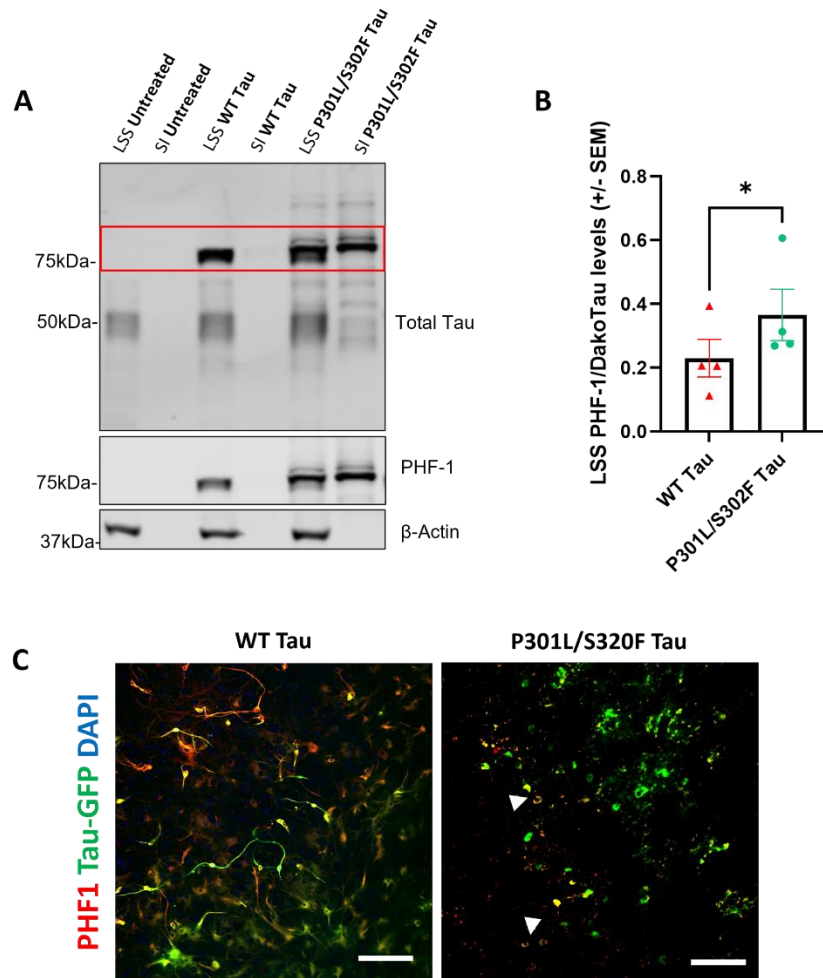 A
LSS Untreated
SI Untreated
LSS WT Tau
SI WT Tau
LSS P301L/S302F Tau
SI P301L/S302F Tau
75kDa-
50kDa-
Total Tau
75kDa-
PHF-1
37kDa-
β-Actin
B
LSS PHF-1/DakoTau levels (+/- SEM)
0.8
0.6
0.4
0.2
0.0
*
WT Tau
P301L/S302F Tau
C
PHF1 Tau-GFP DAPI
WT Tau
P301L/S320F Tau